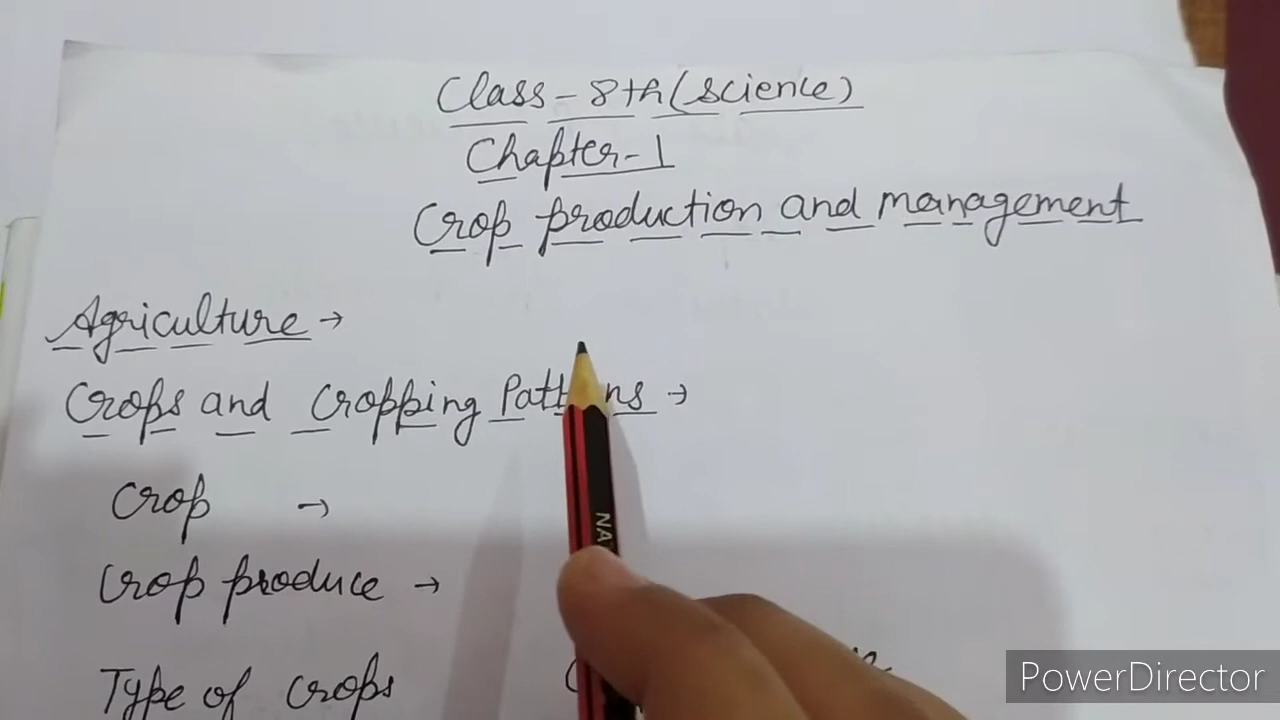 Class - 8th (science)
Chapter - 1
Crop production and management
Agriculture →
Crops and Cropping →
Crop →
Crop produce →
Type of crops
NA
PowerDirector